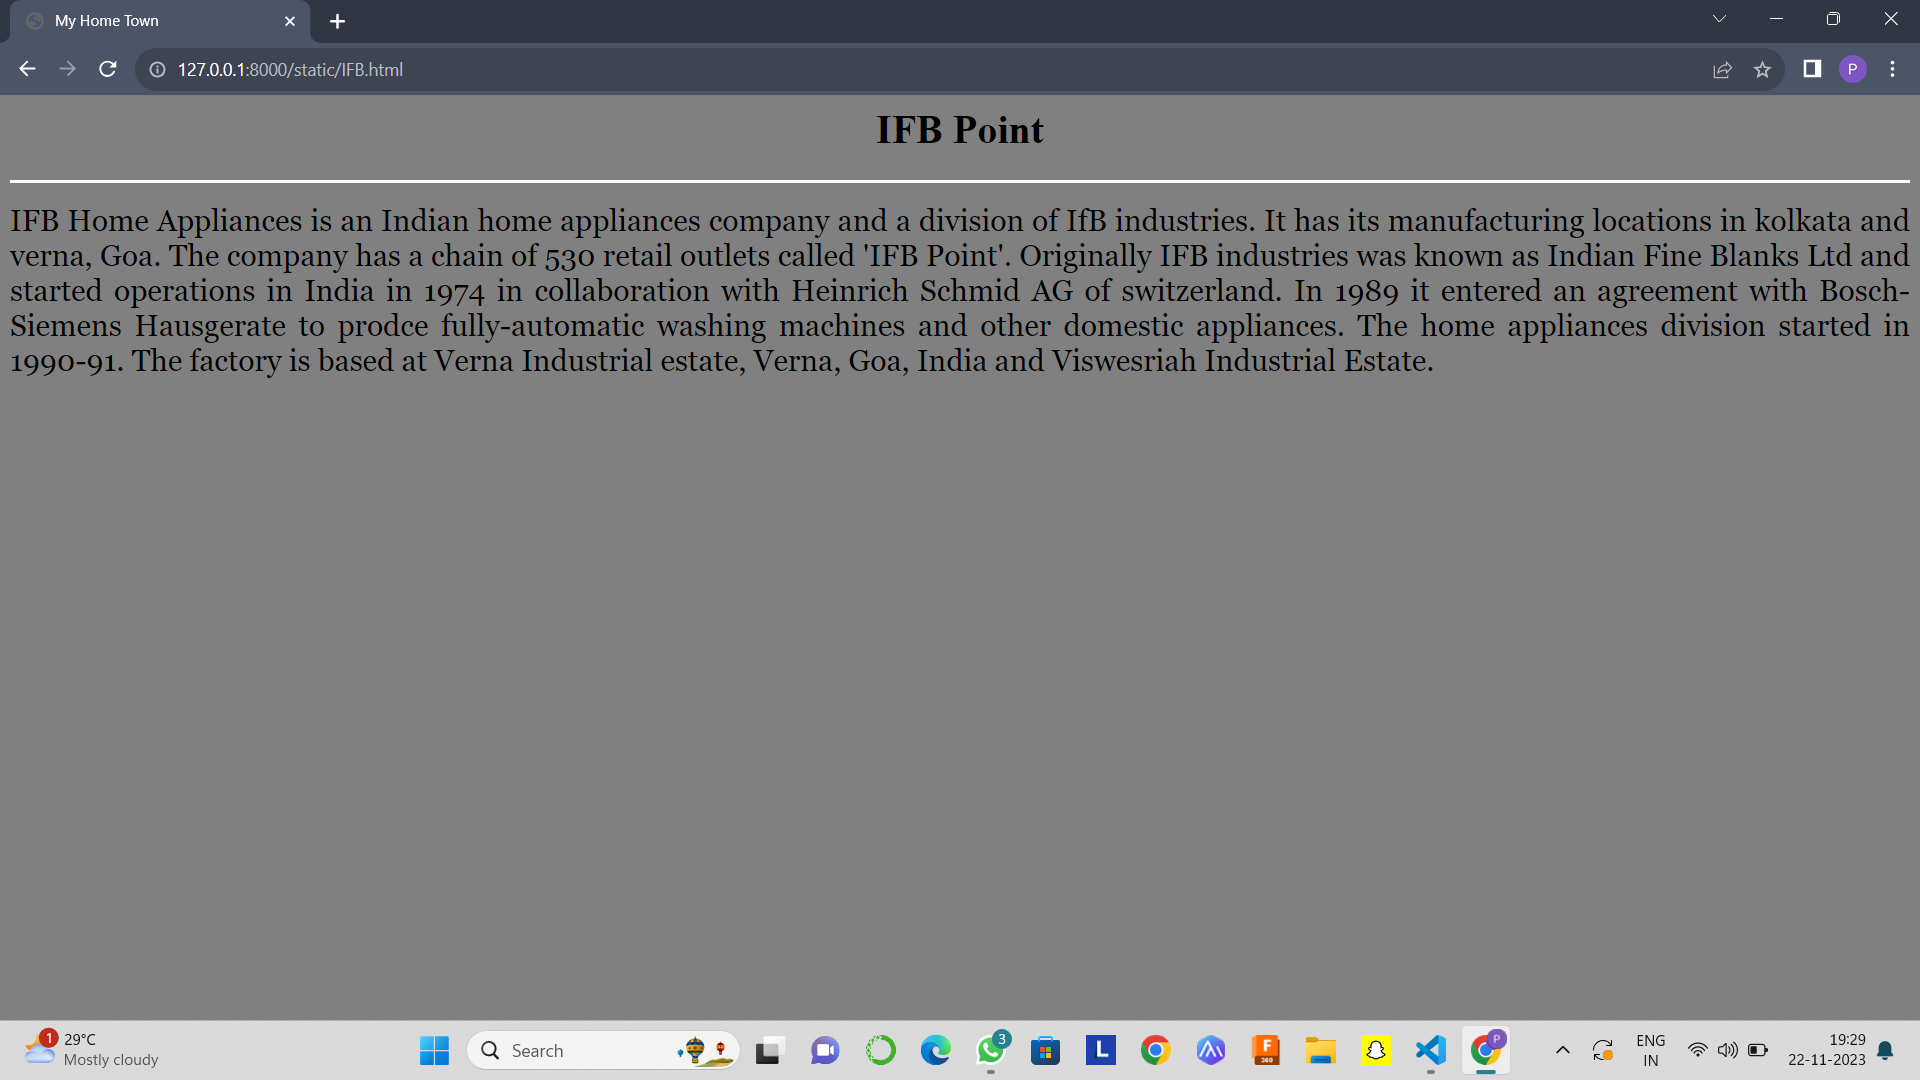 My Home Town
127.0.0.1:8000/static/IFB.html
P
IFB Point
IFB Home Appliances is an Indian home appliances company and a division of IfB industries. It has its manufacturing locations in kolkata and
verna, Goa. The company has a chain of 530 retail outlets called 'IFB Point'. Originally IFB industries was known as Indian Fine Blanks Ltd and
started operations in India in 1974 in collaboration with Heinrich Schmid AG of switzerland. In 1989 it entered an agreement with Bosch-
Siemens Hausgerate to prodce fully-automatic washing machines and other domestic appliances. The home appliances division started in
1990-91. The factory is based at Verna Industrial estate, Verna, Goa, India and Viswesriah Industrial Estate.
1
29°C
Mostly cloudy
Search
3
L
F
360
P
ENG
IN
19:29
22-11-2023